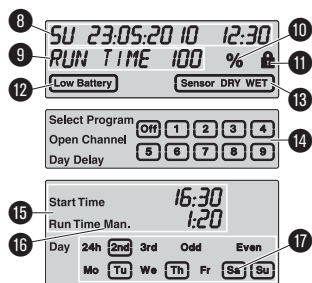 8 SU 23:05:2010 12:30
9 RUN TIME 100 % 10
11
12 Low Battery Sensor DRY WET 13
Select Program Off 1 2 3 4
Open Channel 14
Day Delay 5 6 7 8 9
15 Start Time 16:30
16 Run Time Man. 1:20
Day 24h 2nd 3rd Odd Even 17
Mo Tu We Th Fr Sa Su